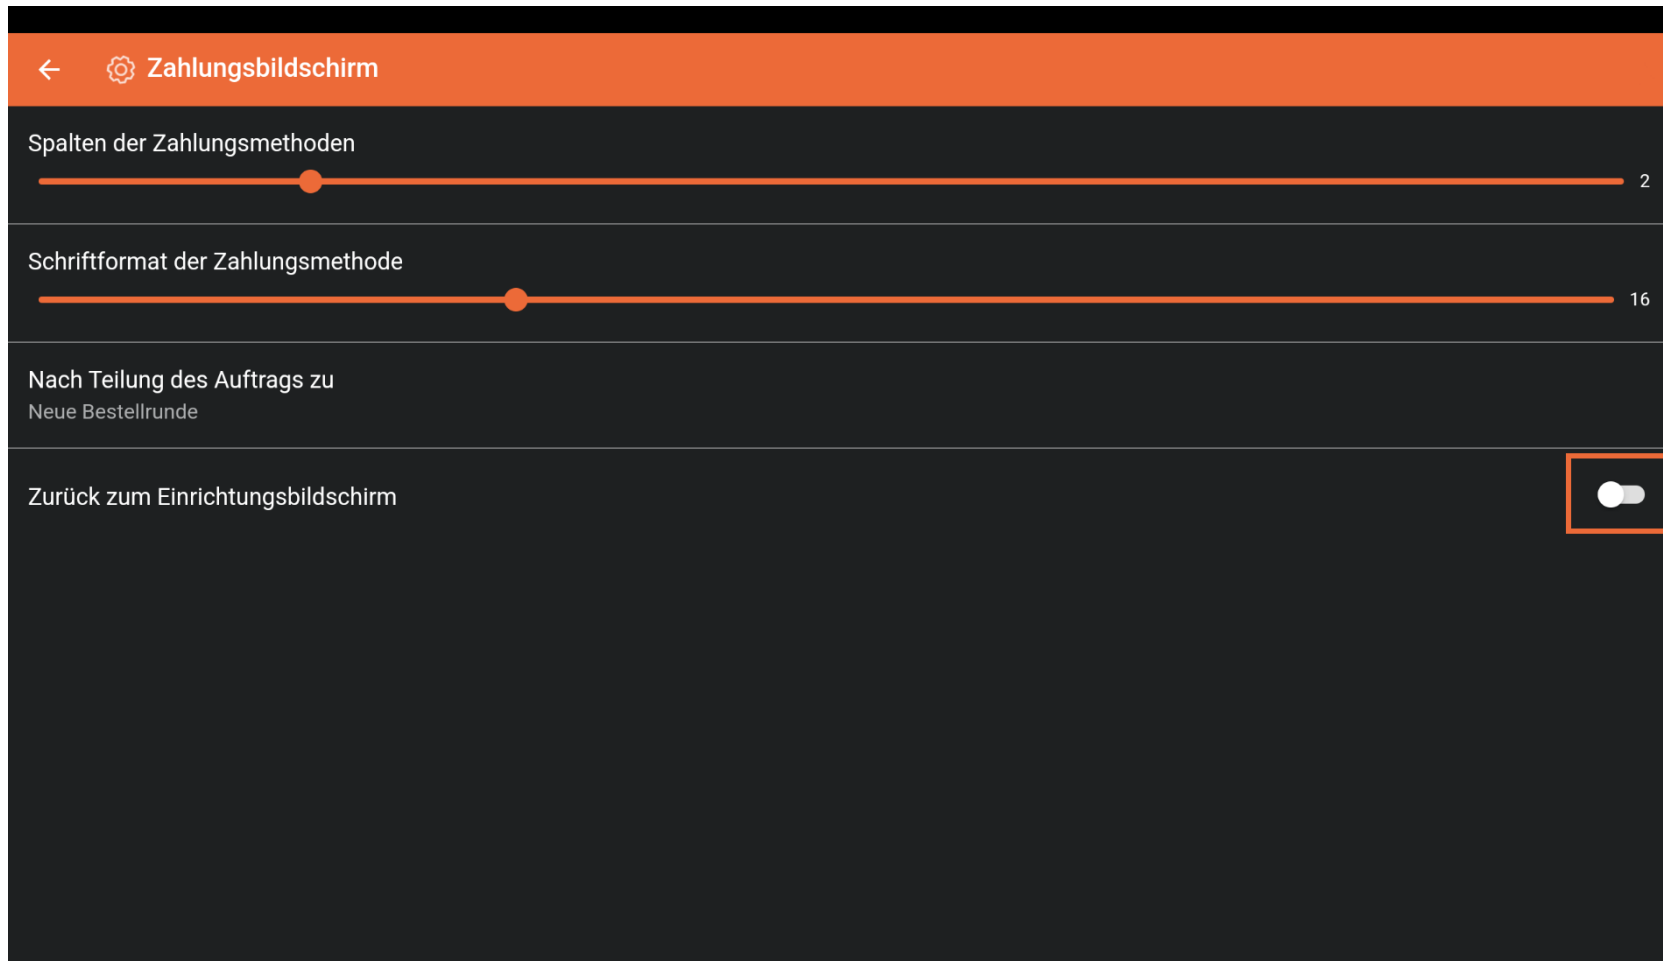 Zahlungsbildschirm
Spalten der Zahlungsmethoden
2
Schriftformat der Zahlungsmethode
16
Nach Teilung des Auftrags zu
Neue Bestellrunde
Zurück zum Einrichtungsbildschirm